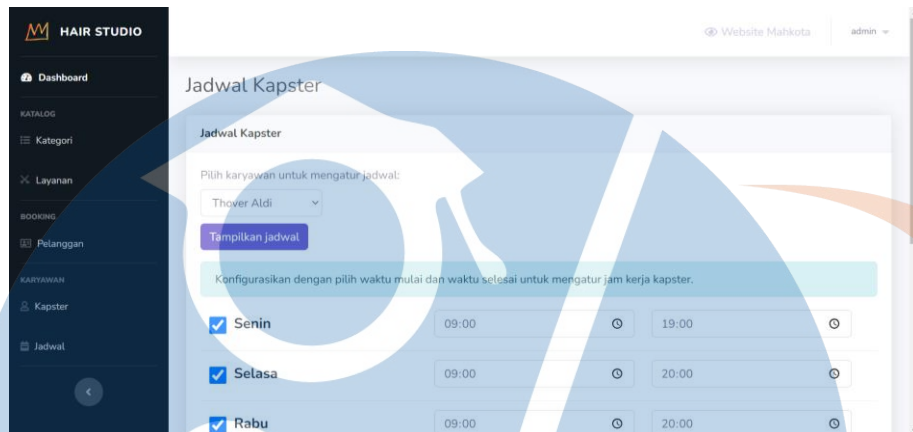 HAIR STUDIO
Website Mahkota
admin
Dashboard
Jadwal Kapster
KATALOG
Kategori
Jadwal Kapster
Layanan
Pilih karyawan untuk mengatur jadwal:
Thover Aldi
BOOKING
Tampilkan jadwal
Pelanggan
KARYAWAN
Konfigurasikan dengan pilih waktu mulai dan waktu selesai untuk mengatur jam kerja kapster.
Kapster
Senin 09:00 19:00
Jadwal
Selasa 09:00 20:00
Rabu 09:00 20:00